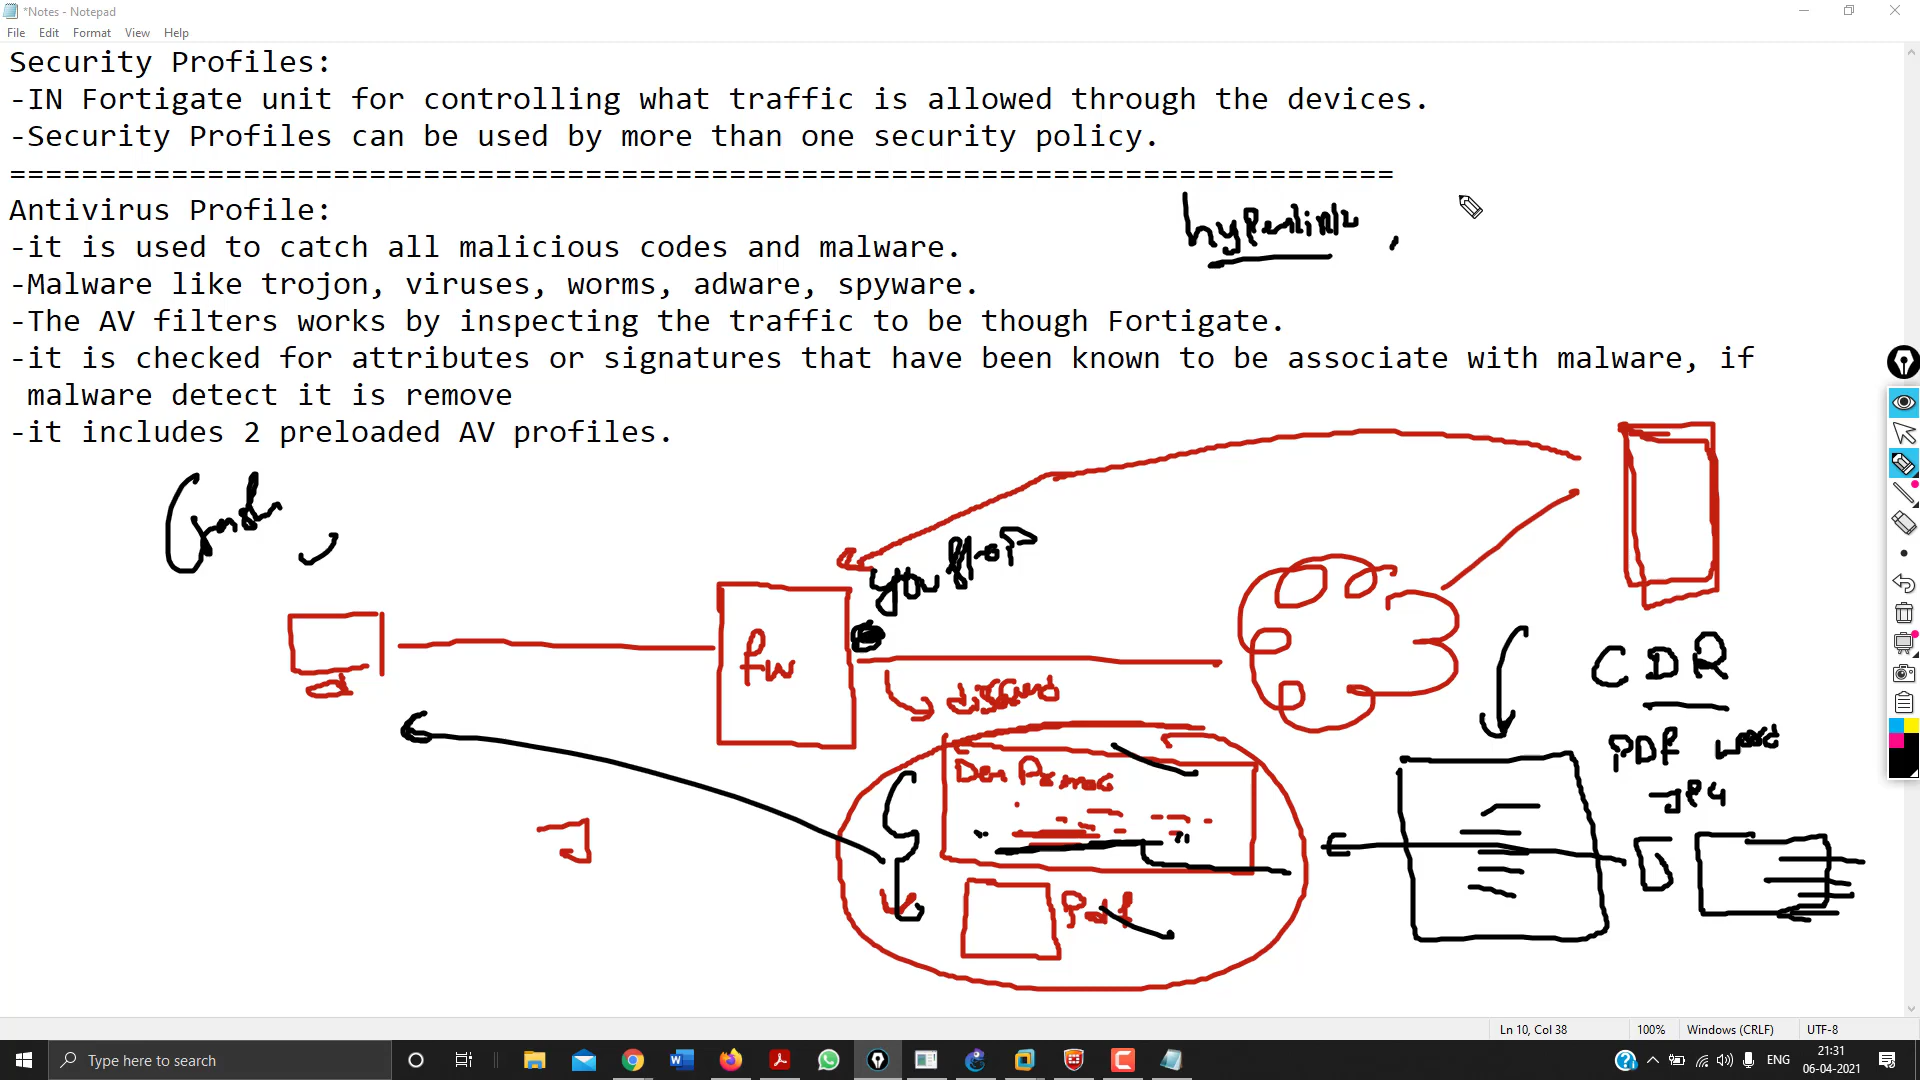 *Notes - Notepad
File Edit Format View Help
Security Profiles:
-IN Fortigate unit for controlling what traffic is allowed through the devices.
-Security Profiles can be used by more than one security policy.
=============================================================================
Antivirus Profile:
-it is used to catch all malicious codes and malware.
-Malware like trojon, viruses, worms, adware, spyware.
-The AV filters works by inspecting the traffic to be though Fortigate.
-it is checked for attributes or signatures that have been known to be associate with malware, if
malware detect it is remove
-it includes 2 preloaded AV profiles.
hyperlink,
fw
CDR
PDF word
Ln 10, Col 38
100%
Windows (CRLF)
UTF-8
Type here to search
ENG
21:31
06-04-2021